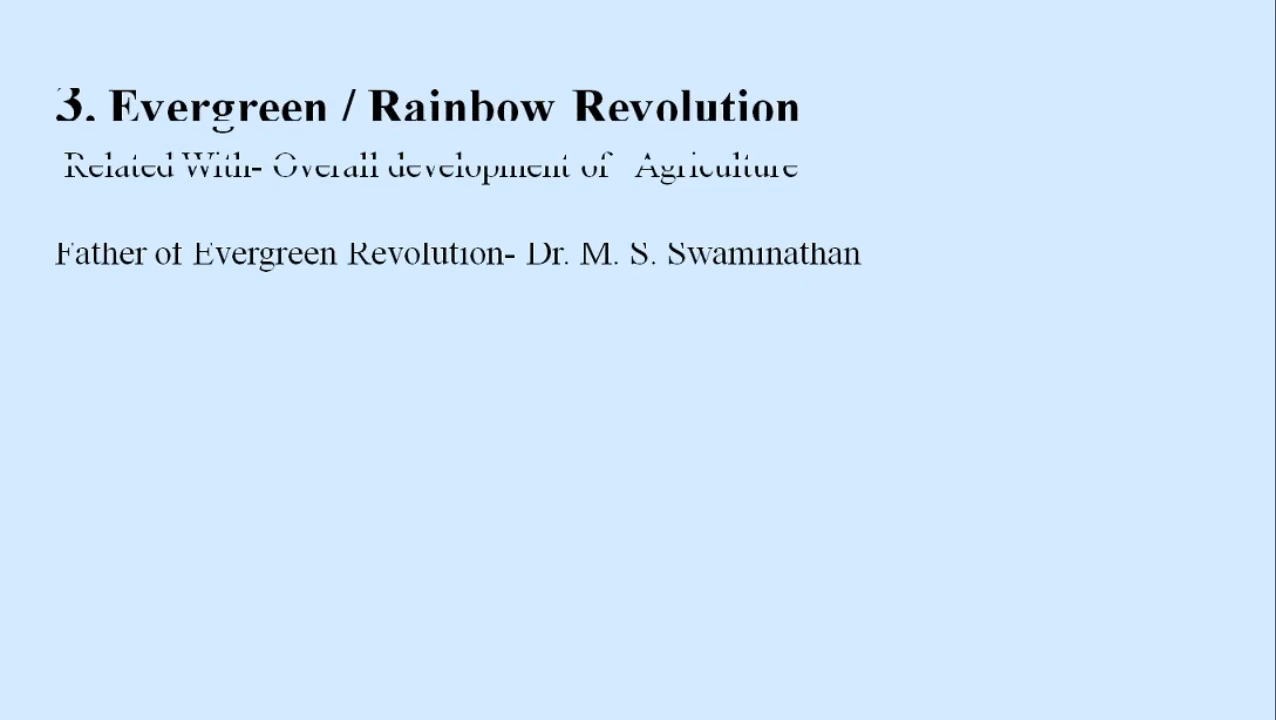 3. Evergreen / Rainbow Revolution
Related With- Overall development of Agriculture
Father of Evergreen Revolution- Dr. M. S. Swaminathan